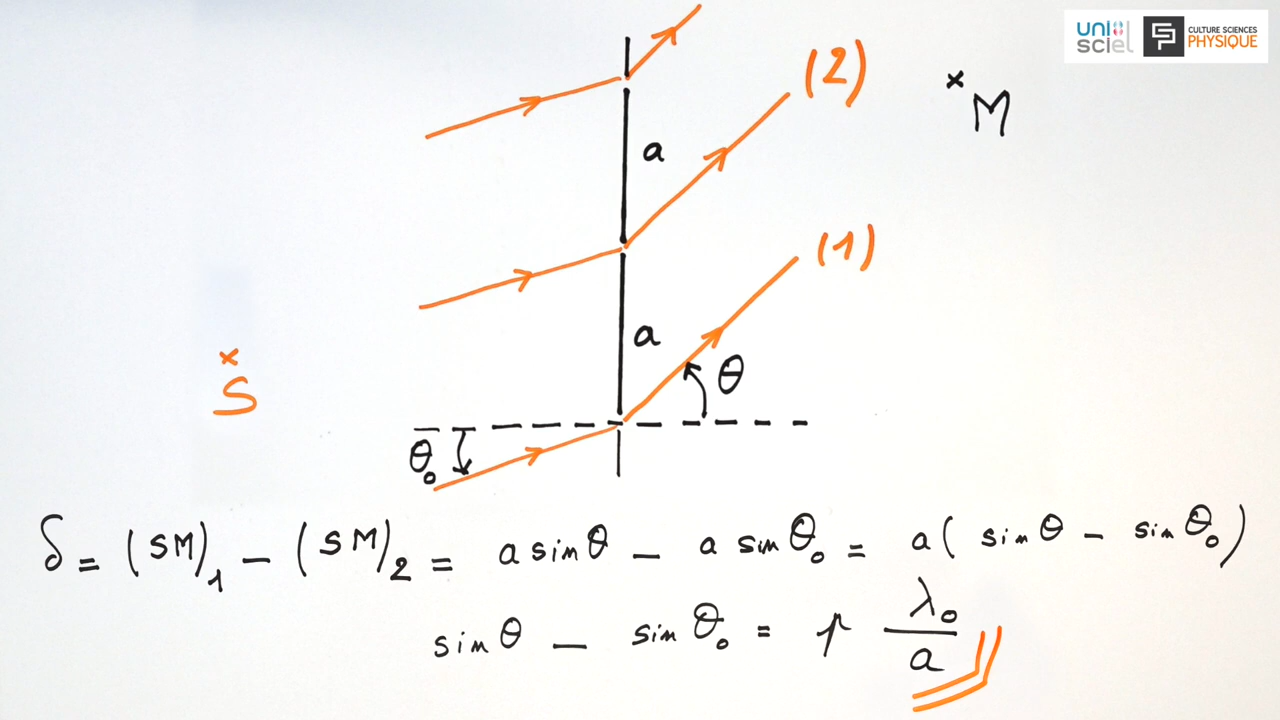 uni sciel CULTURE SCIENCES PHYSIQUE
(2)
× M
a
(1)
a
θ
× S
θ₀
δ = (SM)₁ − (SM)₂ = a sin θ − a sin θ₀ = a( sin θ − sin θ₀ )
sin θ − sin θ₀ = p λ₀/a